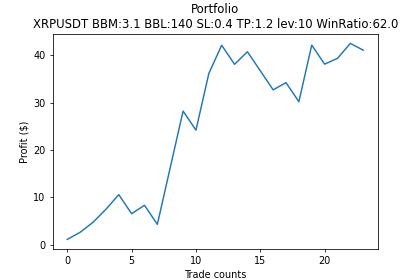 Portfolio
XRPUSDT BBM:3.1 BBL:140 SL:0.4 TP:1.2 lev:10 WinRatio:62.0
Profit ($)
40
30
20
10
0
0 5 10 15 20
Trade counts